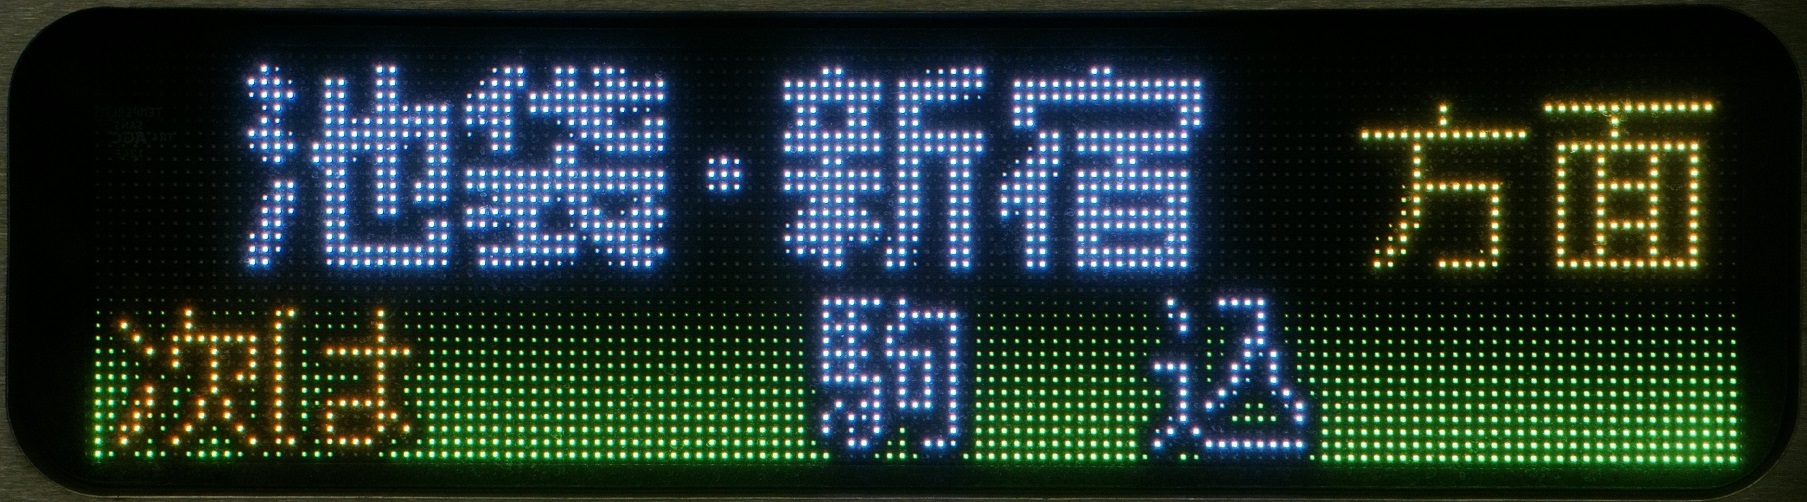 池袋・新宿 方面
次は 駒込